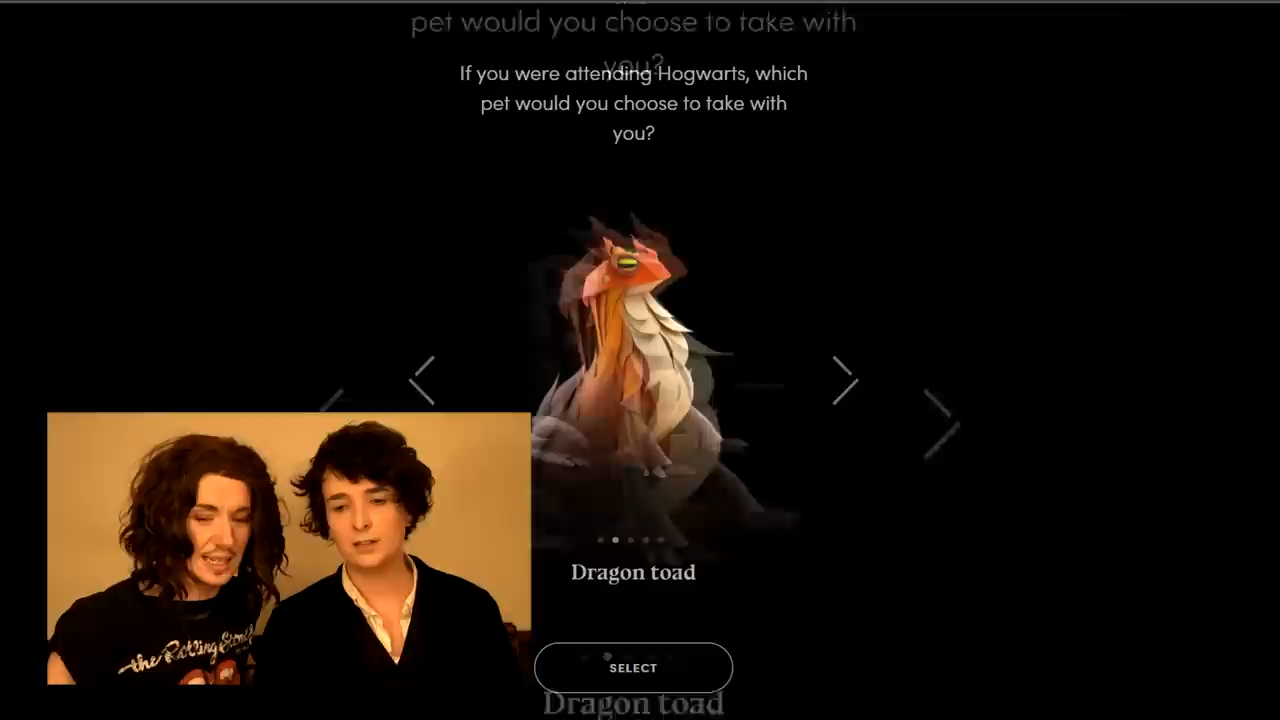 pet would you choose to take with
you?
If you were attending Hogwarts, which
pet would you choose to take with
you?
Dragon toad
the Rolling Stones
SELECT
Dragon toad